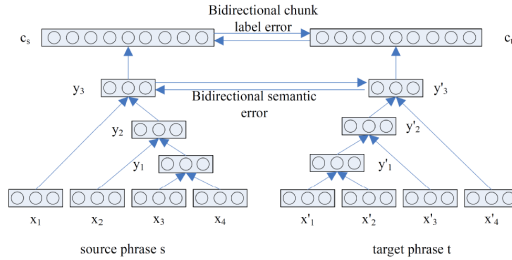 Bidirectional chunk
label error
c_s
c_t
y_3
y'_3
Bidirectional semantic
error
y_2
y'_2
y_1
y'_1
x_1
x_2
x_3
x_4
x'_1
x'_2
x'_3
x'_4
source phrase s
target phrase t